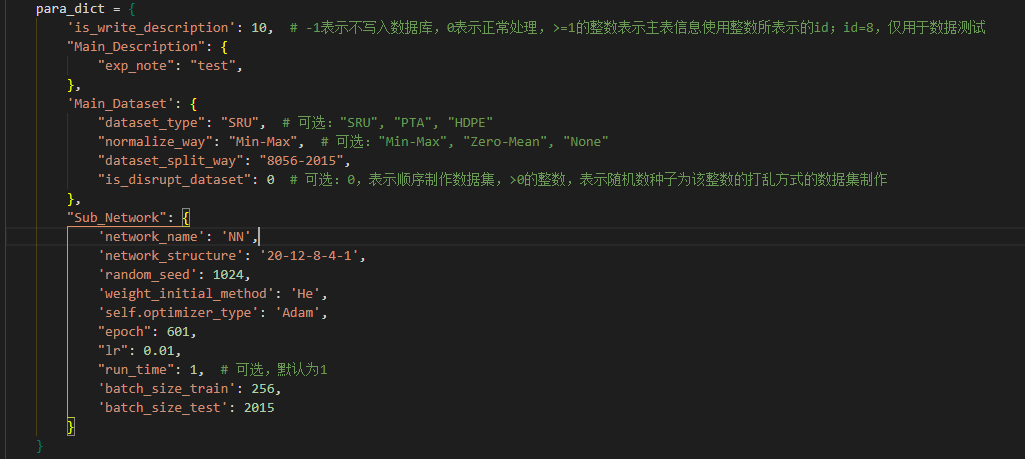 para_dict = {
'is_write_description': 10,  # -1表示不写入数据库，0表示正常处理，>=1的整数表示主表信息使用整数所表示的id；id=8，仅用于数据测试
"Main_Description": {
"exp_note": "test",
},
'Main_Dataset': {
"dataset_type": "SRU",  # 可选："SRU", "PTA", "HDPE"
"normalize_way": "Min-Max",  # 可选："Min-Max", "Zero-Mean", "None"
"dataset_split_way": "8056-2015",
"is_disrupt_dataset": 0  # 可选：0，表示顺序制作数据集，>0的整数，表示随机数种子为该整数的打乱方式的数据集制作
},
"Sub_Network": {
'network_name': 'NN',
'network_structure': '20-12-8-4-1',
'random_seed': 1024,
'weight_initial_method': 'He',
'self.optimizer_type': 'Adam',
"epoch": 601,
"lr": 0.01,
"run_time": 1,  # 可选，默认为1
'batch_size_train': 256,
'batch_size_test': 2015
}
}